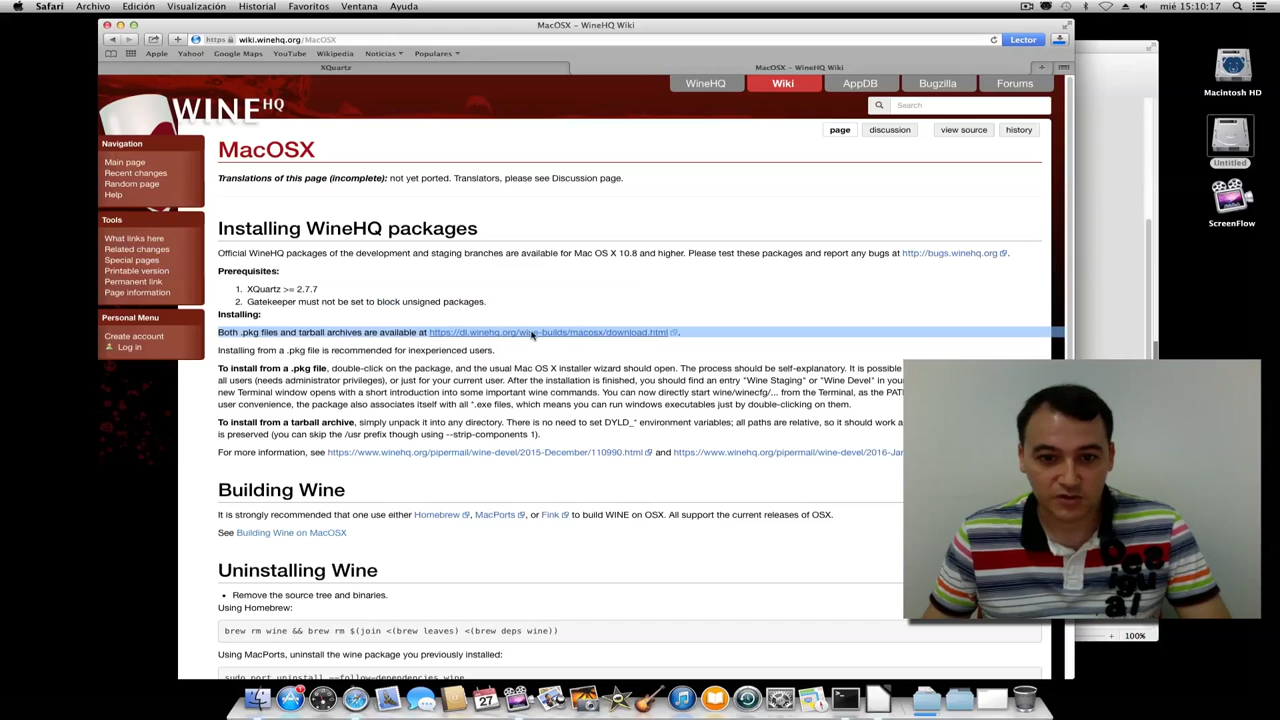 Safari Archivo Edición Visualización Historial Favoritos Ventana Ayuda mié 15:10:17
MacOSX – WineHQ Wiki
https wiki.winehq.org/MacOSX Lector
Apple Yahoo! Google Maps YouTube Wikipedia Noticias Populares
XQuartz MacOSX – WineHQ Wiki
WineHQ Wiki AppDB Bugzilla Forums
WINE HQ
Search
page discussion view source history
Navigation
Main page
Recent changes
Random page
Help
Tools
What links here
Related changes
Special pages
Printable version
Permanent link
Page information
Personal Menu
Create account
Log in
MacOSX
Translations of this page (incomplete): not yet ported. Translators, please see Discussion page.
Installing WineHQ packages
Official WineHQ packages of the development and staging branches are available for Mac OS X 10.8 and higher. Please test these packages and report any bugs at http://bugs.winehq.org.
Prerequisites:
1. XQuartz >= 2.7.7
2. Gatekeeper must not be set to block unsigned packages.
Installing:
Both .pkg files and tarball archives are available at https://dl.winehq.org/wine-builds/macosx/download.html.
Installing from a .pkg file is recommended for inexperienced users.
To install from a .pkg file, double-click on the package, and the usual Mac OS X installer wizard should open. The process should be self-explanatory. It is possible
all users (needs administrator privileges), or just for your current user. After the installation is finished, you should find an entry "Wine Staging" or "Wine Devel" in your
new Terminal window opens with a short introduction into some important wine commands. You can now directly start wine/winecfg/... from the Terminal, as the PAT
user convenience, the package also associates itself with all *.exe files, which means you can run windows executables just by double-clicking on them.
To install from a tarball archive, simply unpack it into any directory. There is no need to set DYLD_* environment variables; all paths are relative, so it should work a
is preserved (you can skip the /usr prefix though using --strip-components 1).
For more information, see https://www.winehq.org/pipermail/wine-devel/2015-December/110990.html and https://www.winehq.org/pipermail/wine-devel/2016-Jan
Building Wine
It is strongly recommended that one use either Homebrew, MacPorts, or Fink to build WINE on OSX. All support the current releases of OSX.
See Building Wine on MacOSX
Uninstalling Wine
• Remove the source tree and binaries.
Using Homebrew:
brew rm wine && brew rm $(join <(brew leaves) <(brew deps wine))
Using MacPorts, uninstall the wine package you previously installed:
sudo port uninstall --follow-dependencies wine
Macintosh HD
Untitled
ScreenFlow
100%